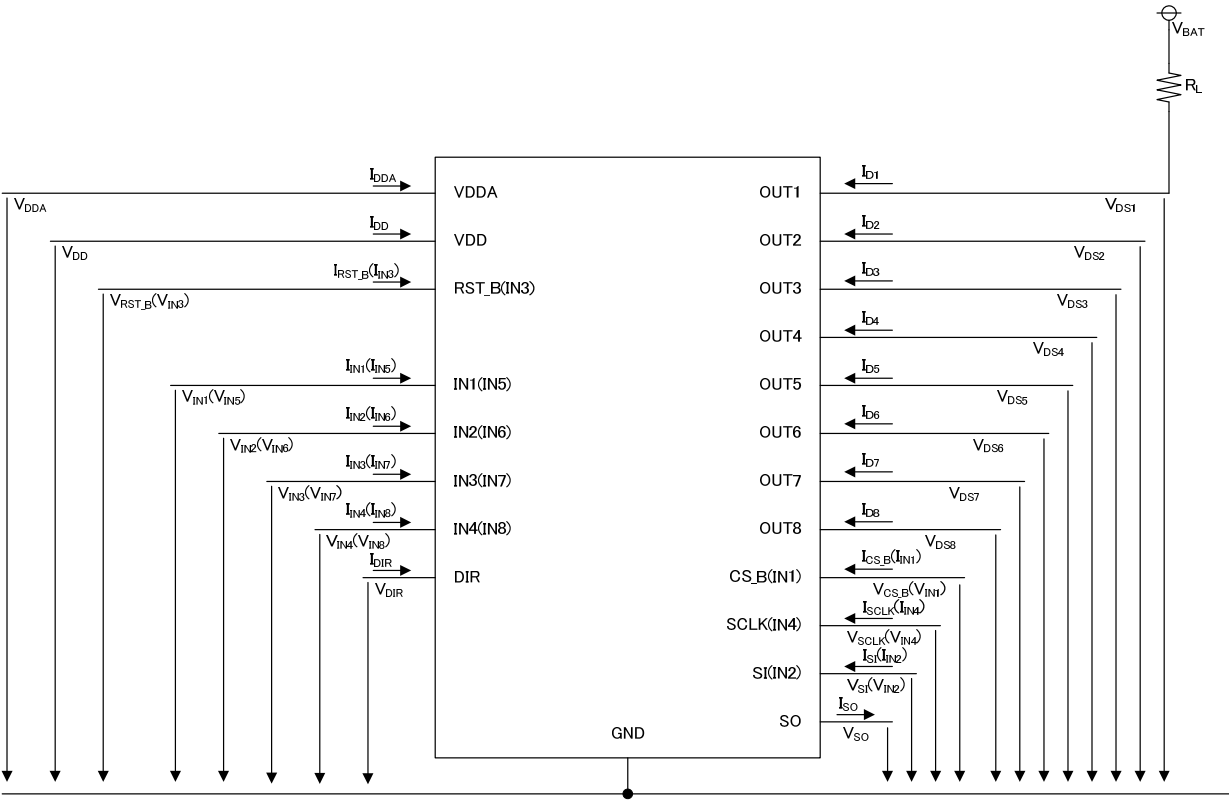 VBAT
RL
IDDA
VDDA
OUT1
ID1
VDDA
VDS1
IDD
VDD
OUT2
ID2
VDD
VDS2
IRST_B(IIN3)
RST_B(IN3)
OUT3
ID3
VRST_B(VIN3)
VDS3
OUT4
ID4
VDS4
IIN1(IIN5)
IN1(IN5)
OUT5
ID5
VIN1(VIN5)
VDS5
IIN2(IIN6)
IN2(IN6)
OUT6
ID6
VIN2(VIN6)
VDS6
IIN3(IIN7)
IN3(IN7)
OUT7
ID7
VIN3(VIN7)
VDS7
IIN4(IIN8)
IN4(IN8)
OUT8
ID8
VIN4(VIN8)
VDS8
IDIR
DIR
CS_B(IN1)
ICS_B(IIN1)
VDIR
VCS_B(VIN1)
SCLK(IN4)
ISCLK(IIN4)
VSCLK(VIN4)
SI(IN2)
ISI(IIN2)
VSI(VIN2)
SO
ISO
VSO
GND